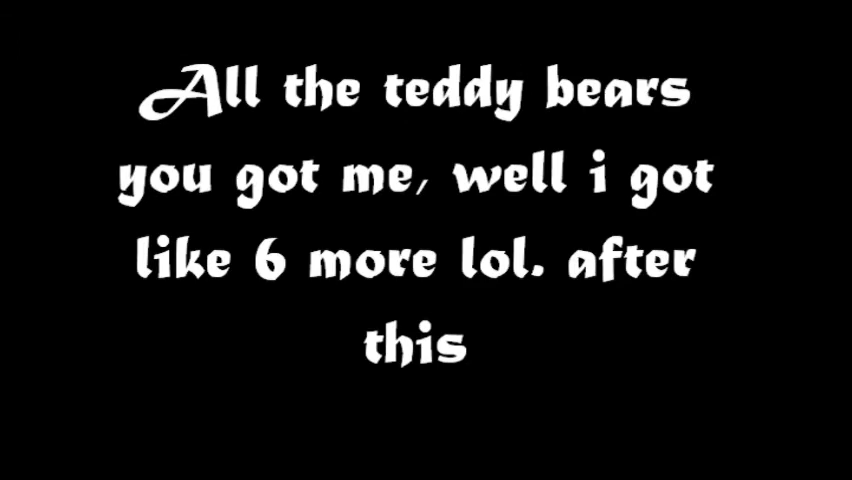 All the teddy bears
you got me, well i got
like 6 more lol. after
this